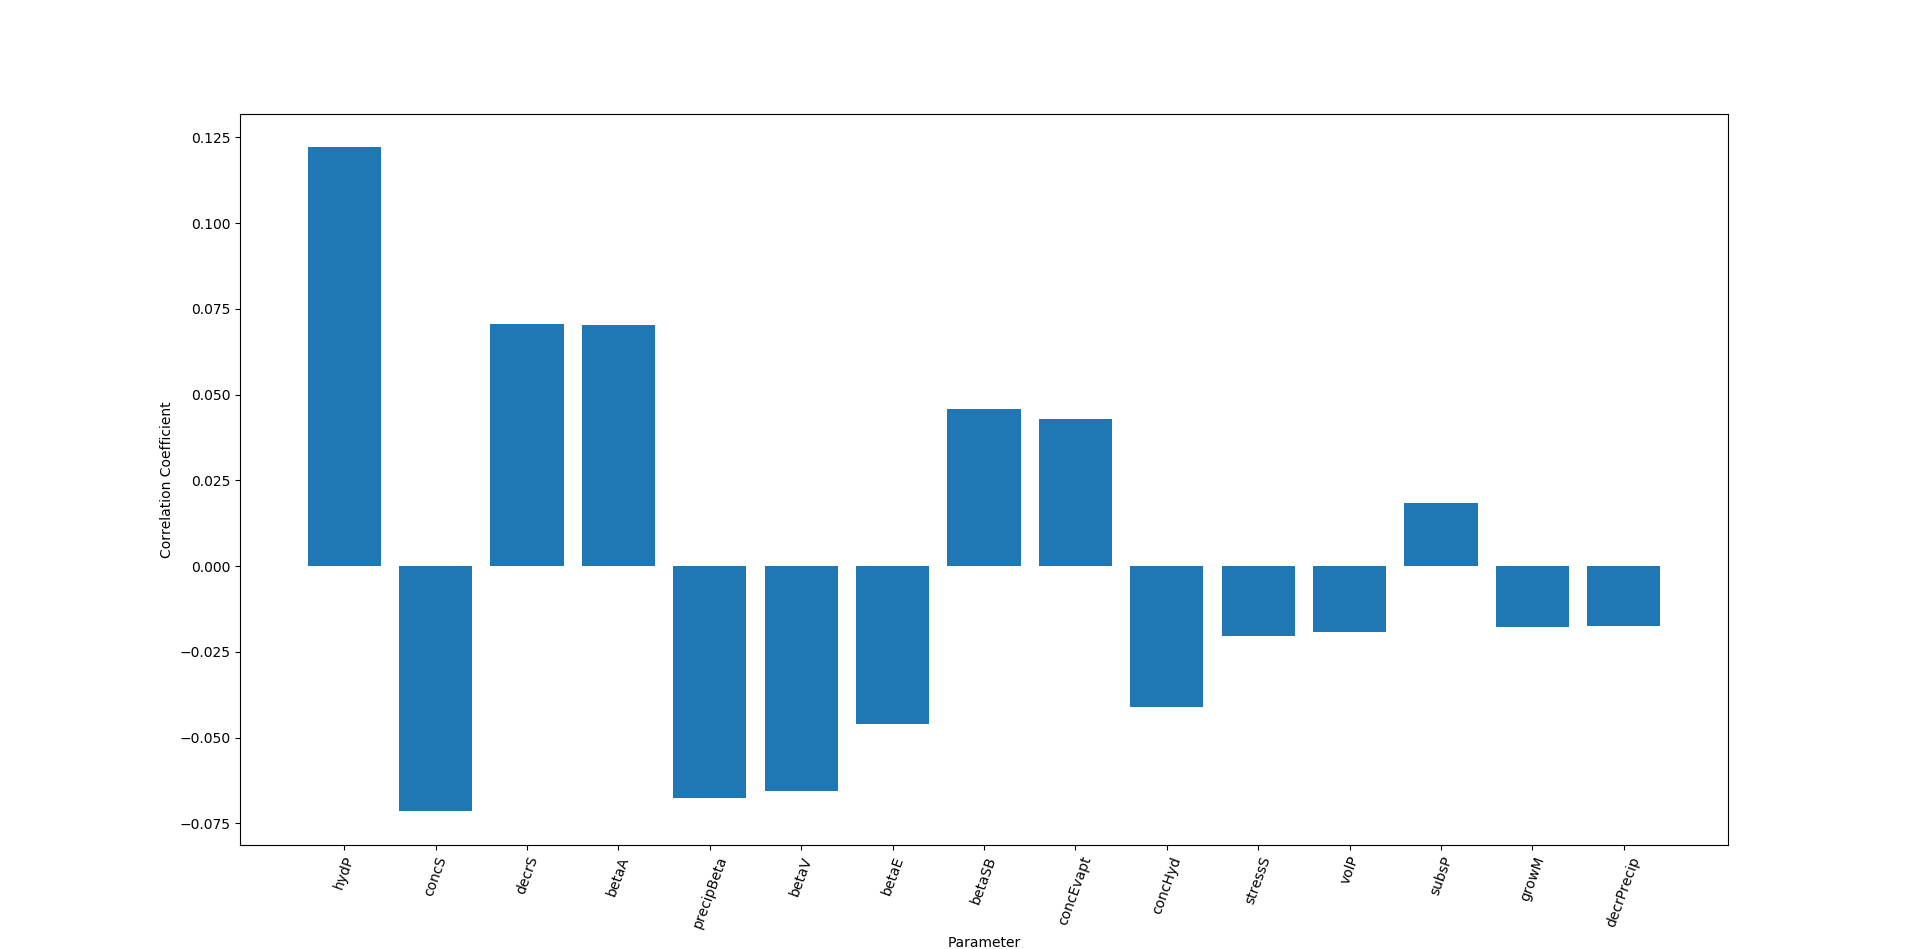 0.125
0.100
0.075
0.050
0.025
0.000
−0.025
−0.050
−0.075
Correlation Coefficient
hydP
concS
decrS
betaA
precipBeta
betaV
betaE
betaSB
concEvapt
concHyd
stressS
volP
subsP
growM
decrPrecip
Parameter